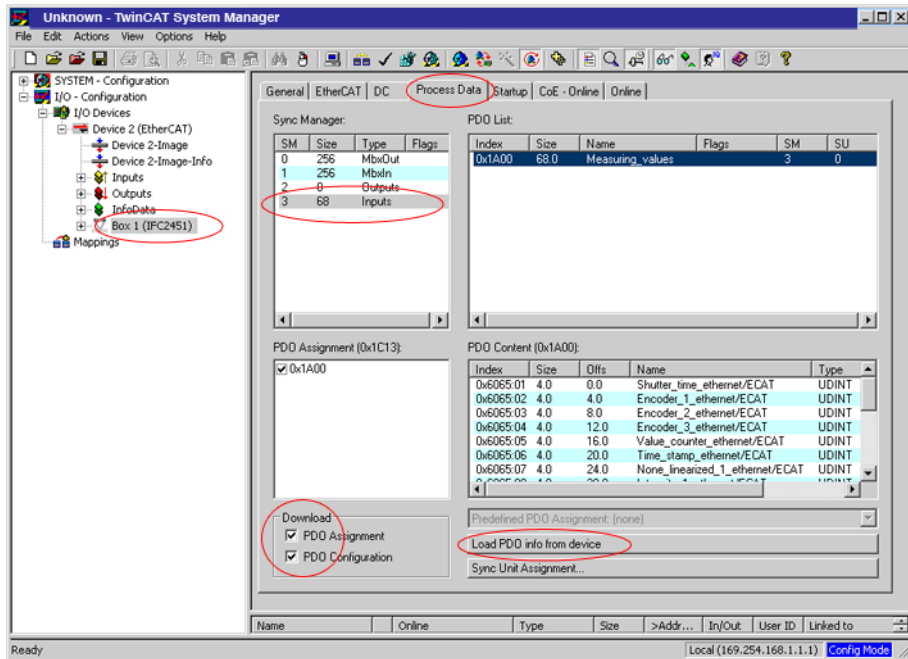 Unknown - TwinCAT System Manager
File Edit Actions View Options Help
SYSTEM - Configuration
I/O - Configuration
I/O Devices
Device 2 (EtherCAT)
Device 2-Image
Device 2-Image-Info
Inputs
Outputs
InfoData
Box 1 (IFC2451)
Mappings
General EtherCAT DC Process Data Startup CoE - Online Online
Sync Manager:
SM Size Type Flags
0 256 MbxOut
1 256 MbxIn
2 0 Outputs
3 68 Inputs
PDO List:
Index Size Name Flags SM SU
0x1A00 68.0 Measuring_values 3 0
PDO Assignment (0x1C13):
0x1A00
PDO Content (0x1A00):
Index Size Offs Name Type
0x6065:01 4.0 0.0 Shutter_time_ethernet/ECAT UDINT
0x6065:02 4.0 4.0 Encoder_1_ethernet/ECAT UDINT
0x6065:03 4.0 8.0 Encoder_2_ethernet/ECAT UDINT
0x6065:04 4.0 12.0 Encoder_3_ethernet/ECAT UDINT
0x6065:05 4.0 16.0 Value_counter_ethernet/ECAT UDINT
0x6065:06 4.0 20.0 Time_stamp_ethernet/ECAT UDINT
0x6065:07 4.0 24.0 None_linearized_1_ethernet/ECAT UDINT
Download
PDO Assignment
PDO Configuration
Predefined PDO Assignment: (none)
Load PDO info from device
Sync Unit Assignment...
Name Online Type Size >Addr... In/Out User ID Linked to
Ready Local (169.254.168.1.1.1) Config Mode